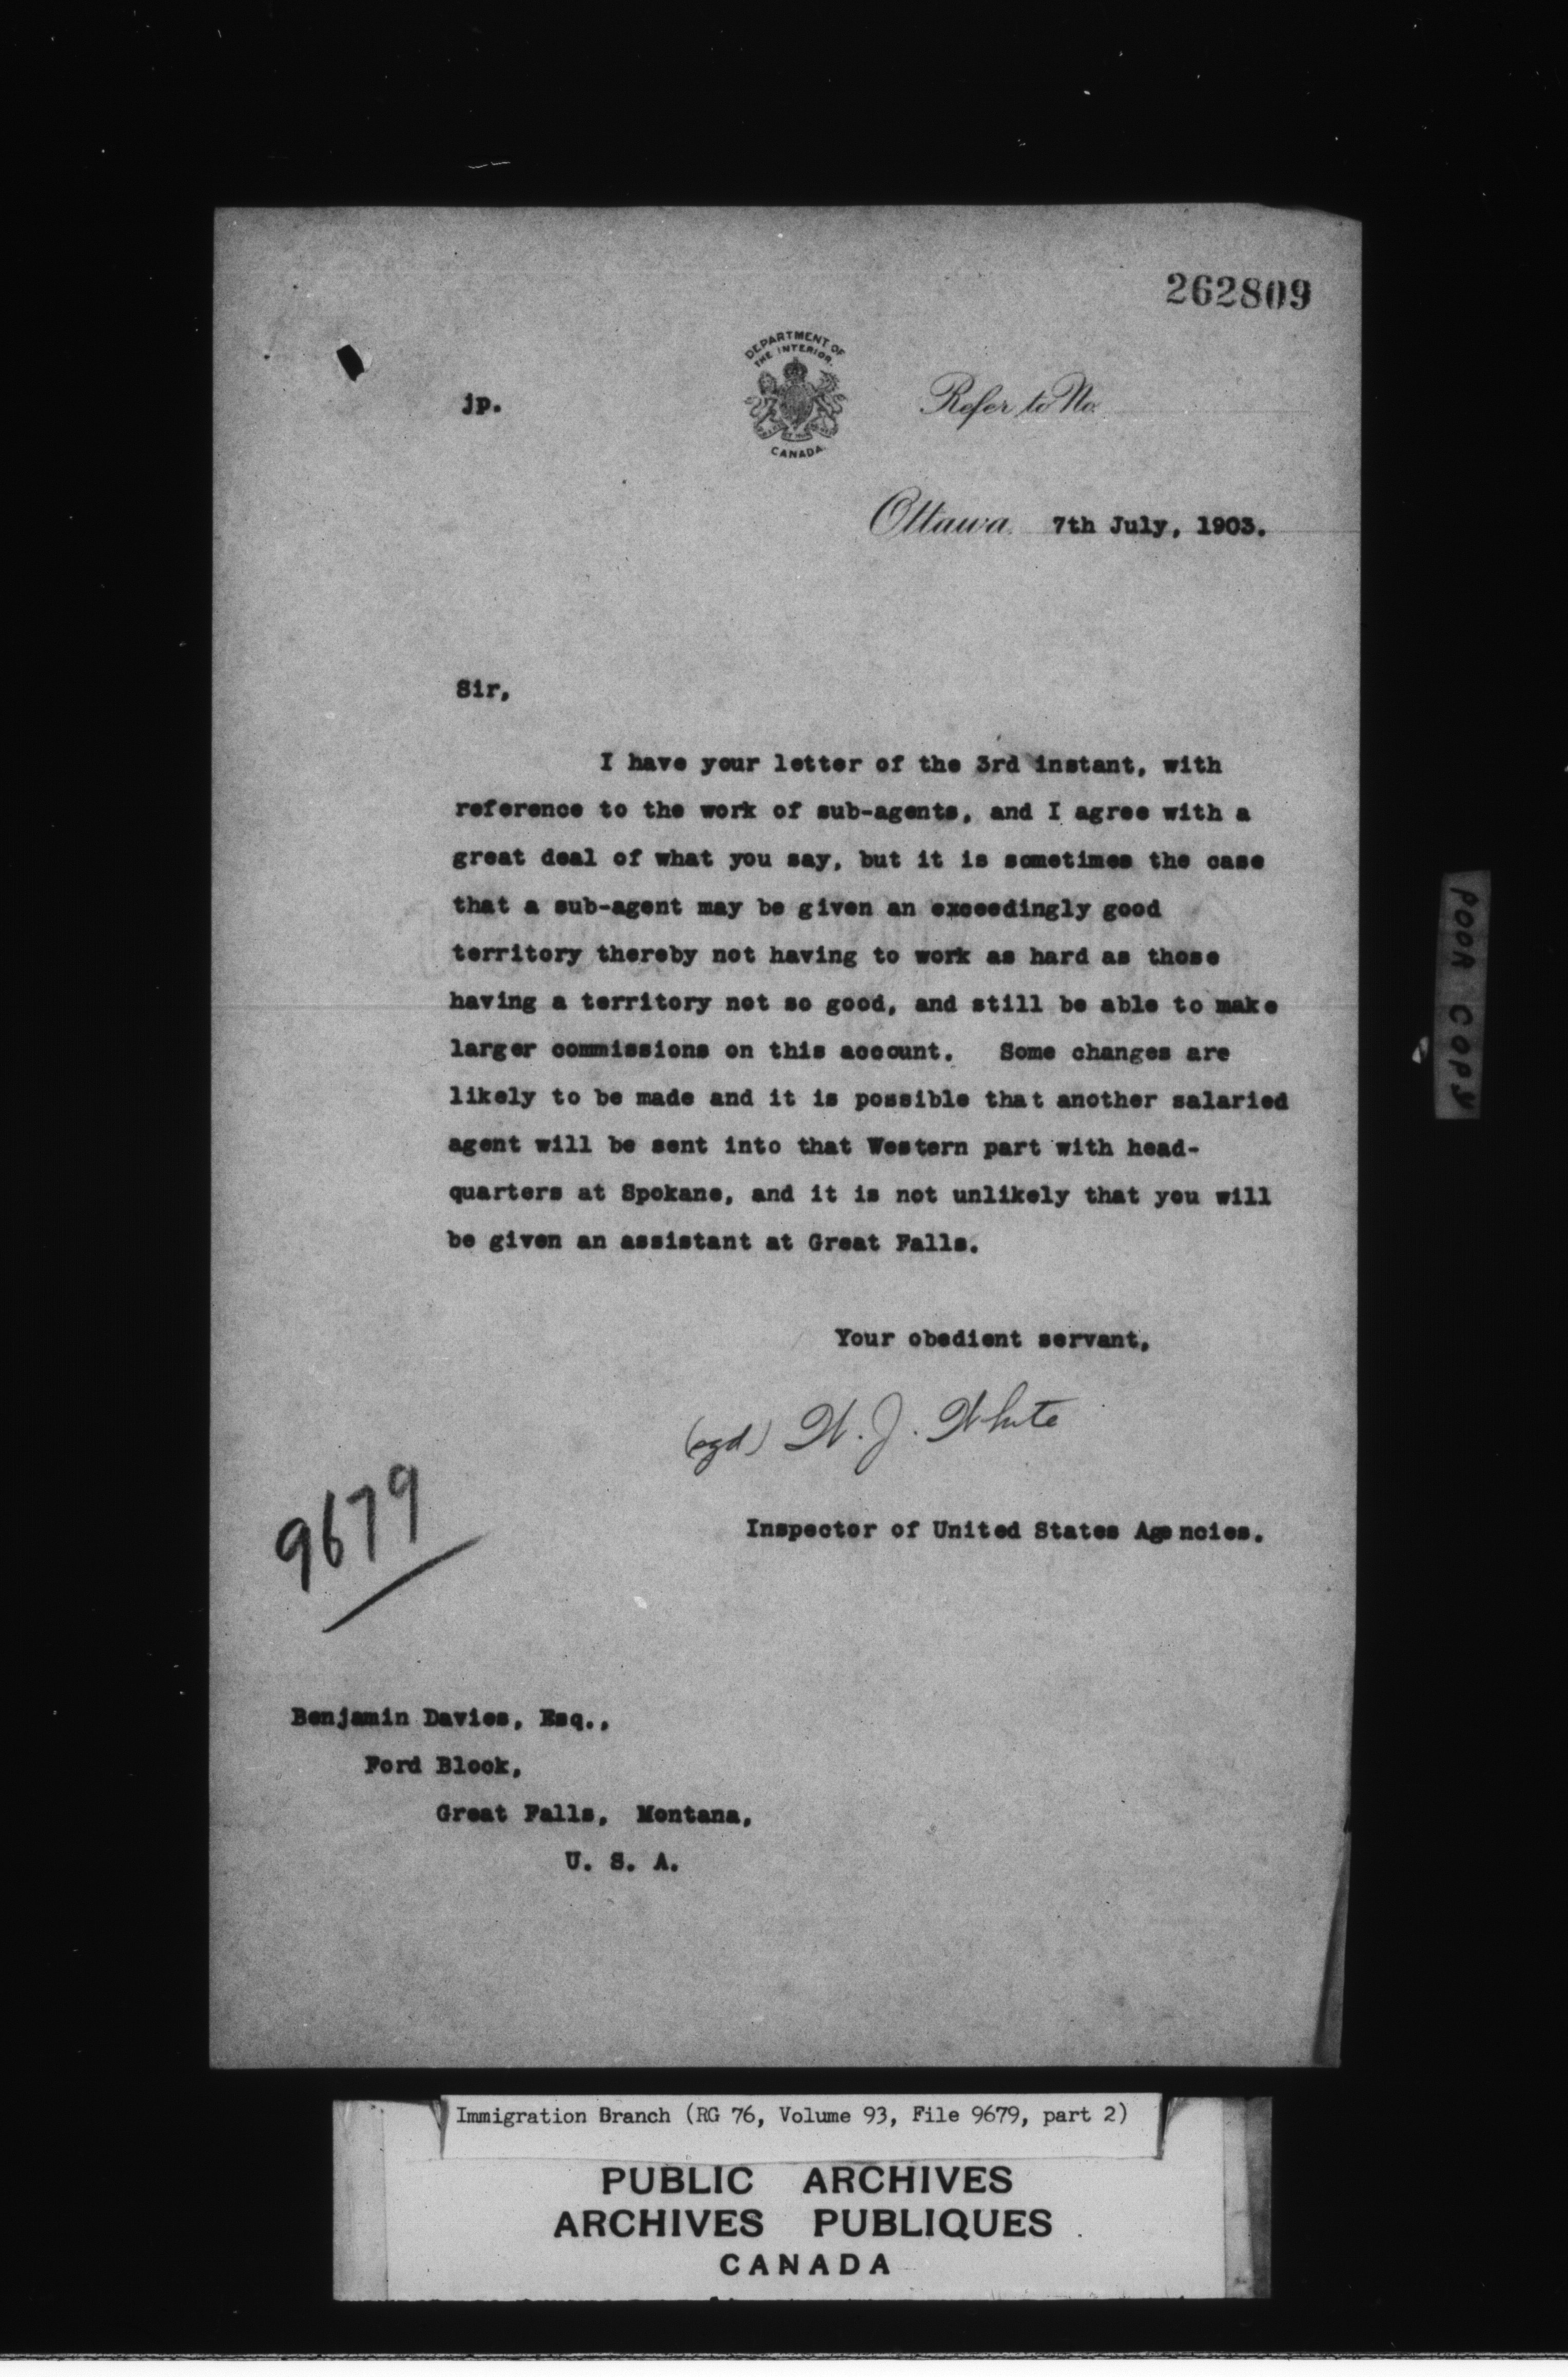 262809
DEPARTMENT OF
THE INTERIOR.
CANADA.
jp.
Refer to No.
Ottawa. 7th July, 1903.
Sir,
I have your letter of the 3rd instant, with
reference to the work of sub-agents, and I agree with a
great deal of what you say, but it is sometimes the case
that a sub-agent may be given an exceedingly good
territory thereby not having to work as hard as those
having a territory not so good, and still be able to make
larger commissions on this account. Some changes are
likely to be made and it is possible that another salaried
agent will be sent into that Western part with head-
quarters at Spokane, and it is not unlikely that you will
be given an assistant at Great Falls.
Your obedient servant,
(sgd) W. J. White
Inspector of United States Agencies.
9679
Benjamin Davies, Esq.,
Ford Block,
Great Falls, Montana,
U. S. A.
POOR COPY
Immigration Branch (RG 76, Volume 93, File 9679, part 2)
PUBLIC ARCHIVES
ARCHIVES PUBLIQUES
CANADA